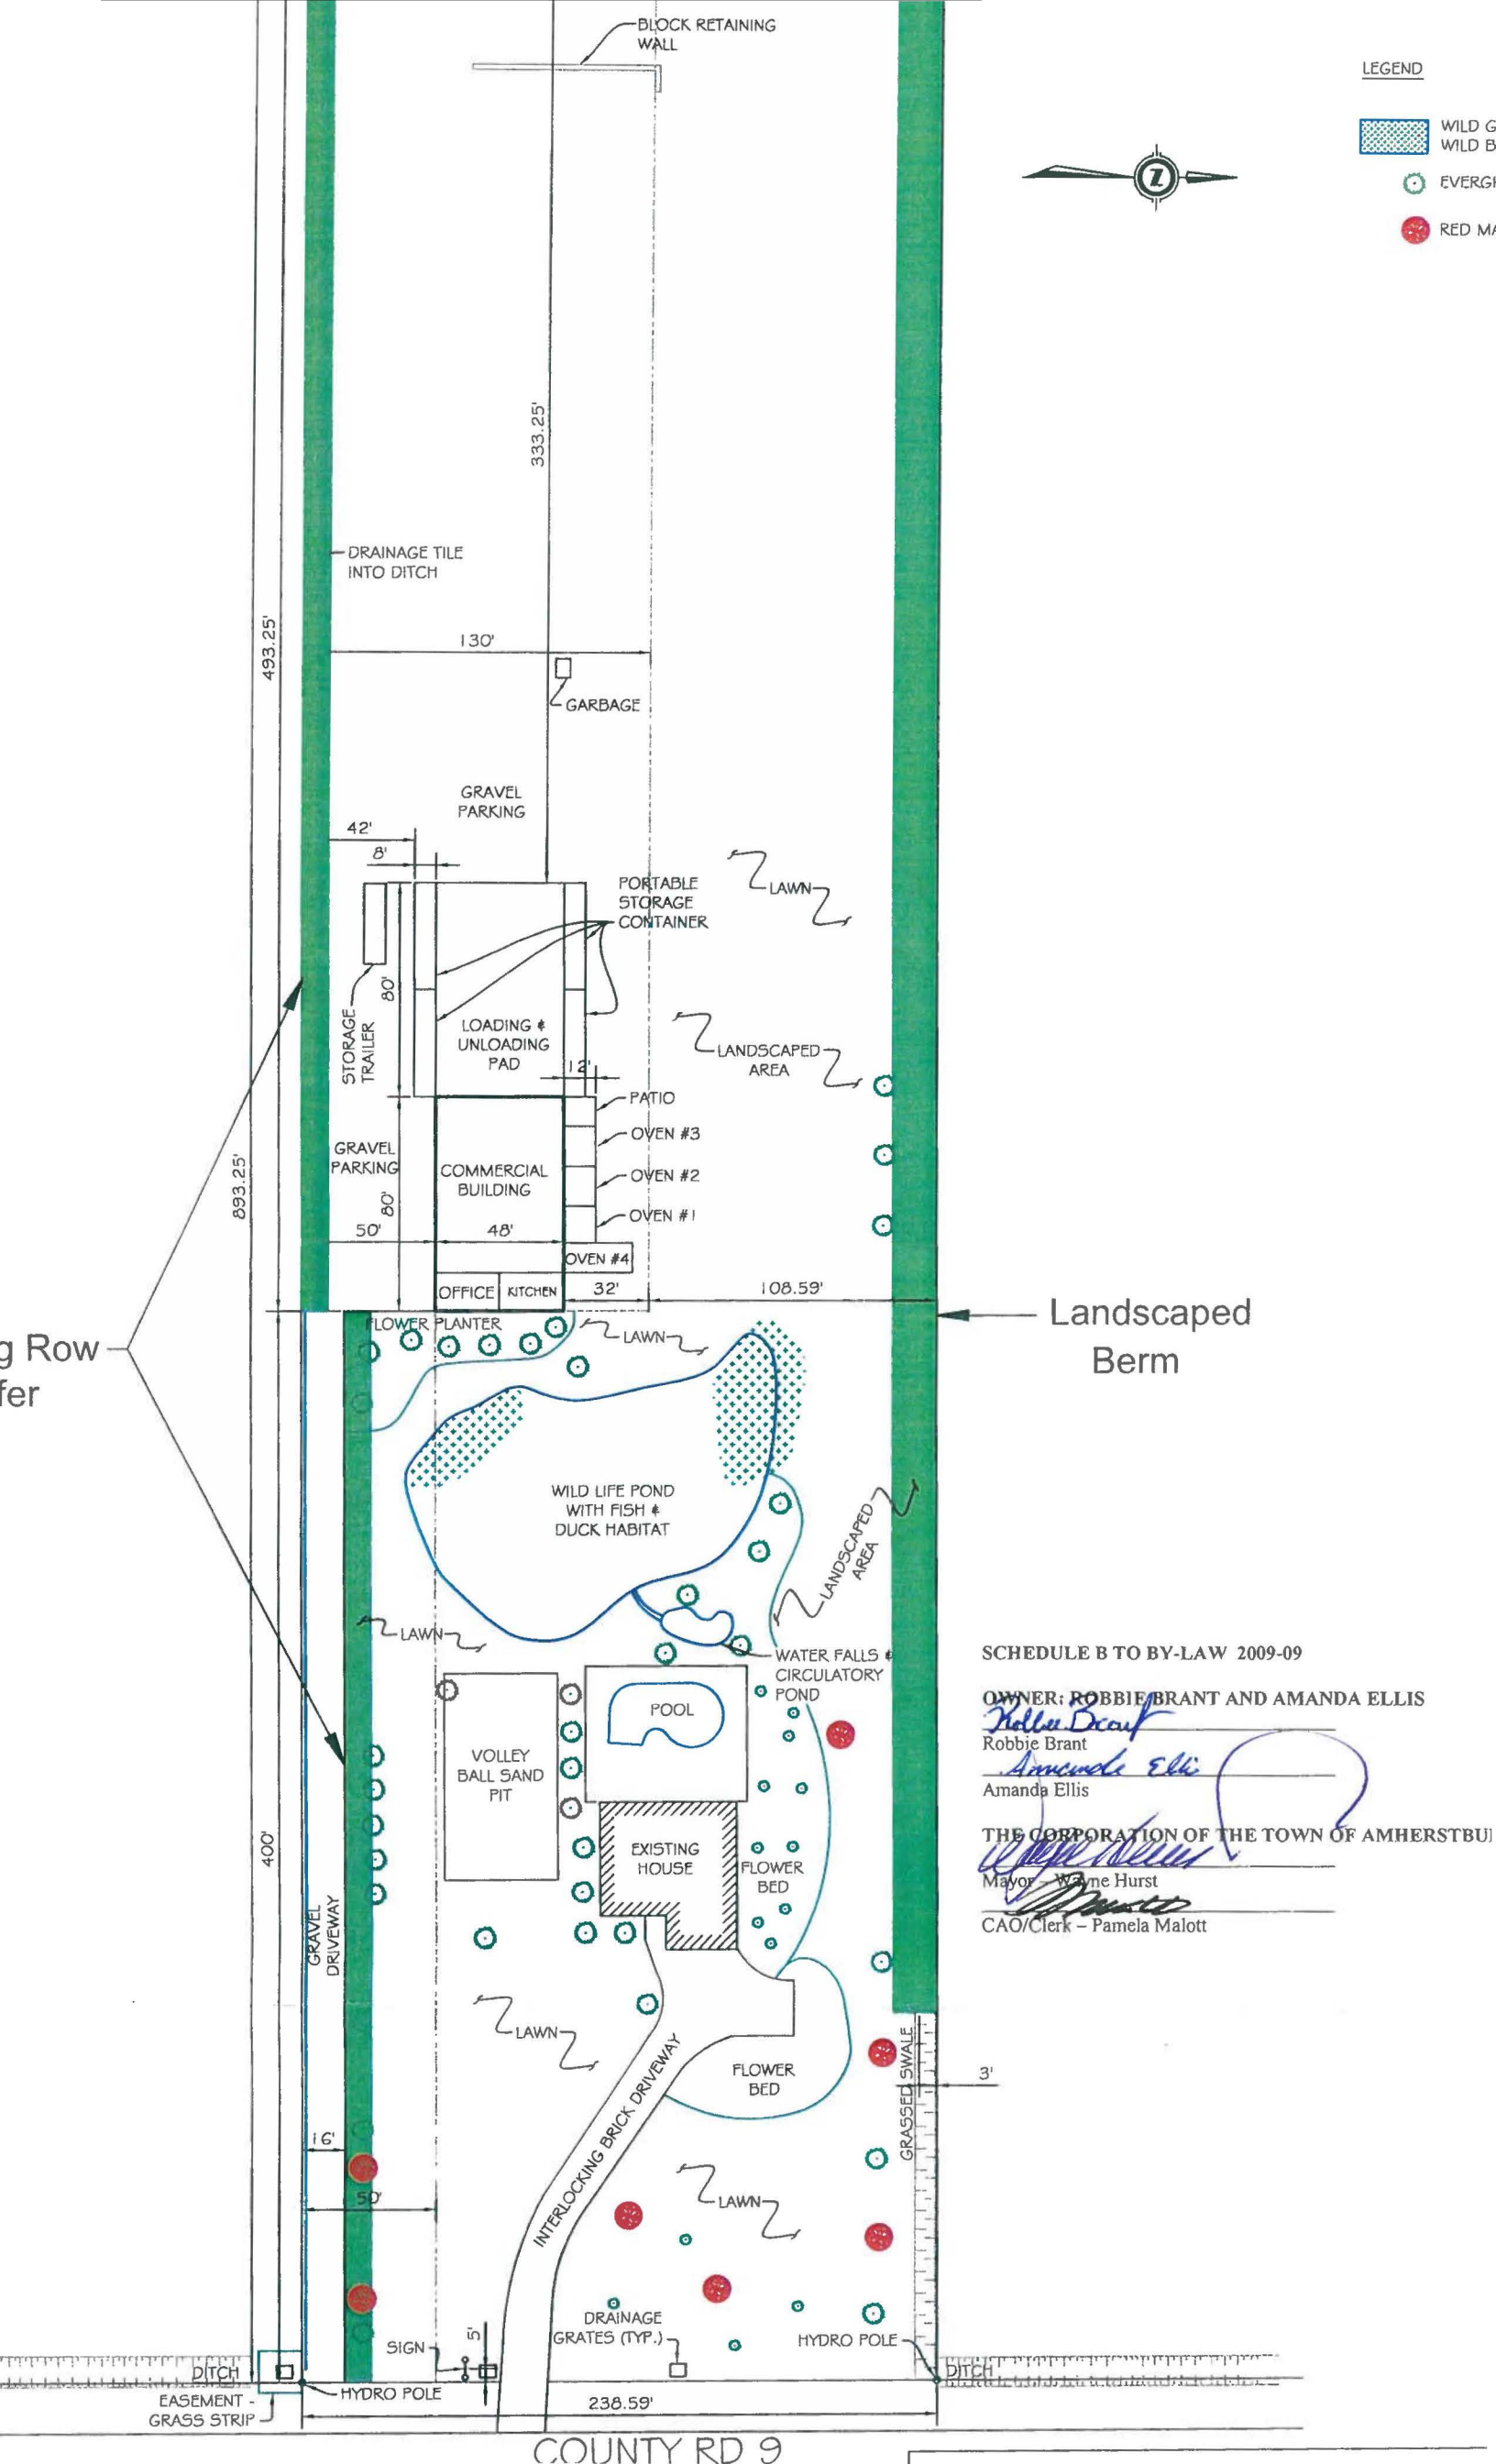 BLOCK RETAINING
WALL
LEGEND
WILD G
WILD B
EVERG
RED MA
Z
333.25'
DRAINAGE TILE
INTO DITCH
493.25'
130'
GARBAGE
GRAVEL
PARKING
42'
8'
PORTABLE
STORAGE
CONTAINER
LAWN
80'
STORAGE
TRAILER
LOADING &
UNLOADING
PAD
12'
LANDSCAPED
AREA
PATIO
OVEN #3
OVEN #2
OVEN #1
GRAVEL
PARKING
COMMERCIAL
BUILDING
893.25'
80'
50'
48'
OVEN #4
OFFICE
KITCHEN
32'
108.59'
Landscaped
Berm
g Row
fer
FLOWER PLANTER
LAWN
WILD LIFE POND
WITH FISH &
DUCK HABITAT
LANDSCAPED
AREA
LAWN
WATER FALLS &
CIRCULATORY
POND
POOL
VOLLEY
BALL SAND
PIT
EXISTING
HOUSE
FLOWER
BED
400'
GRAVEL
DRIVEWAY
LAWN
INTERLOCKING BRICK DRIVEWAY
FLOWER
BED
GRASSED SWALE
3'
16'
50'
LAWN
SIGN
5'
DRAINAGE
GRATES (TYP.)
HYDRO POLE
DITCH
DITCH
HYDRO POLE
EASEMENT -
GRASS STRIP
238.59'
COUNTY RD 9
SCHEDULE B TO BY-LAW 2009-09
OWNER: ROBBIE BRANT AND AMANDA ELLIS
Robbie Brant
Robbie Brant
Amanda Ellis
Amanda Ellis
THE CORPORATION OF THE TOWN OF AMHERSTBU
Mayor – Wayne Hurst
CAO/Clerk – Pamela Malott